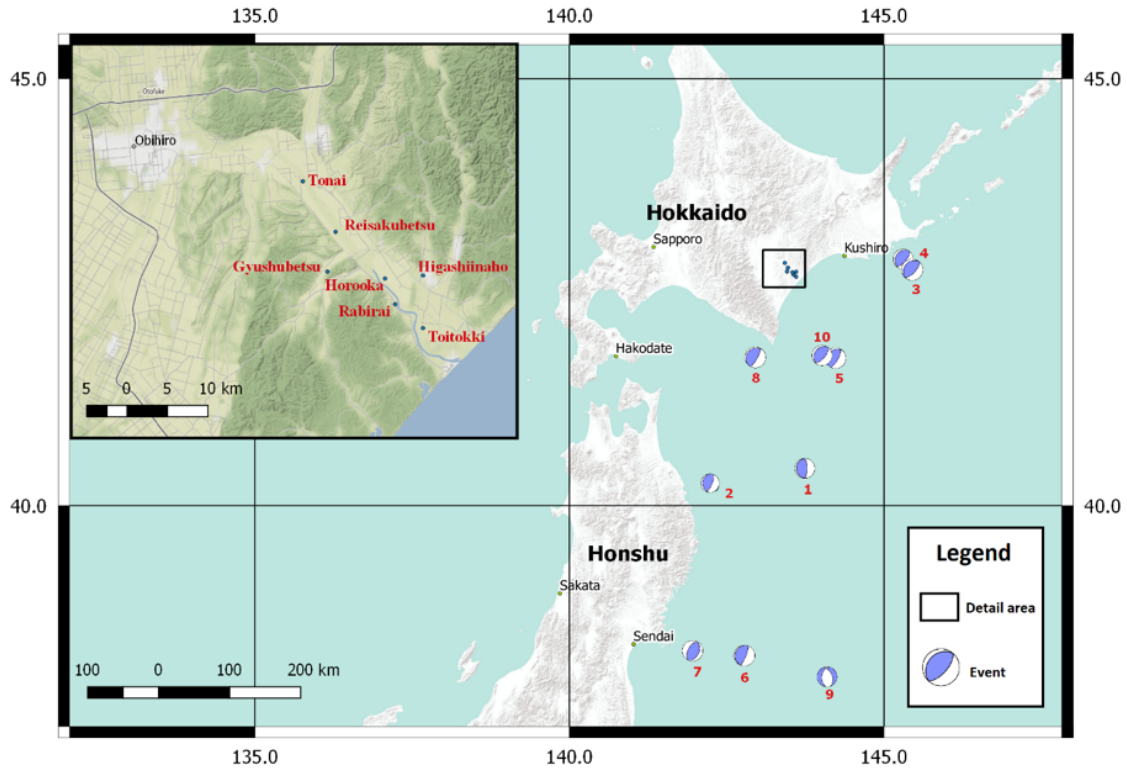 135.0 140.0 145.0
45.0 45.0
Otofuke
Obihiro
Tonai
Reisakubetsu
Gyushubetsu
Higashiinaho
Horooka
Rabirai
Toitokki
5 0 5 10 km
Hokkaido
Sapporo
Kushiro
4
3
Hakodate
10
8
5
2
1
40.0 40.0
Honshu
Sakata
Sendai
7
6
9
100 0 100 200 km
Legend
Detail area
Event
135.0 140.0 145.0